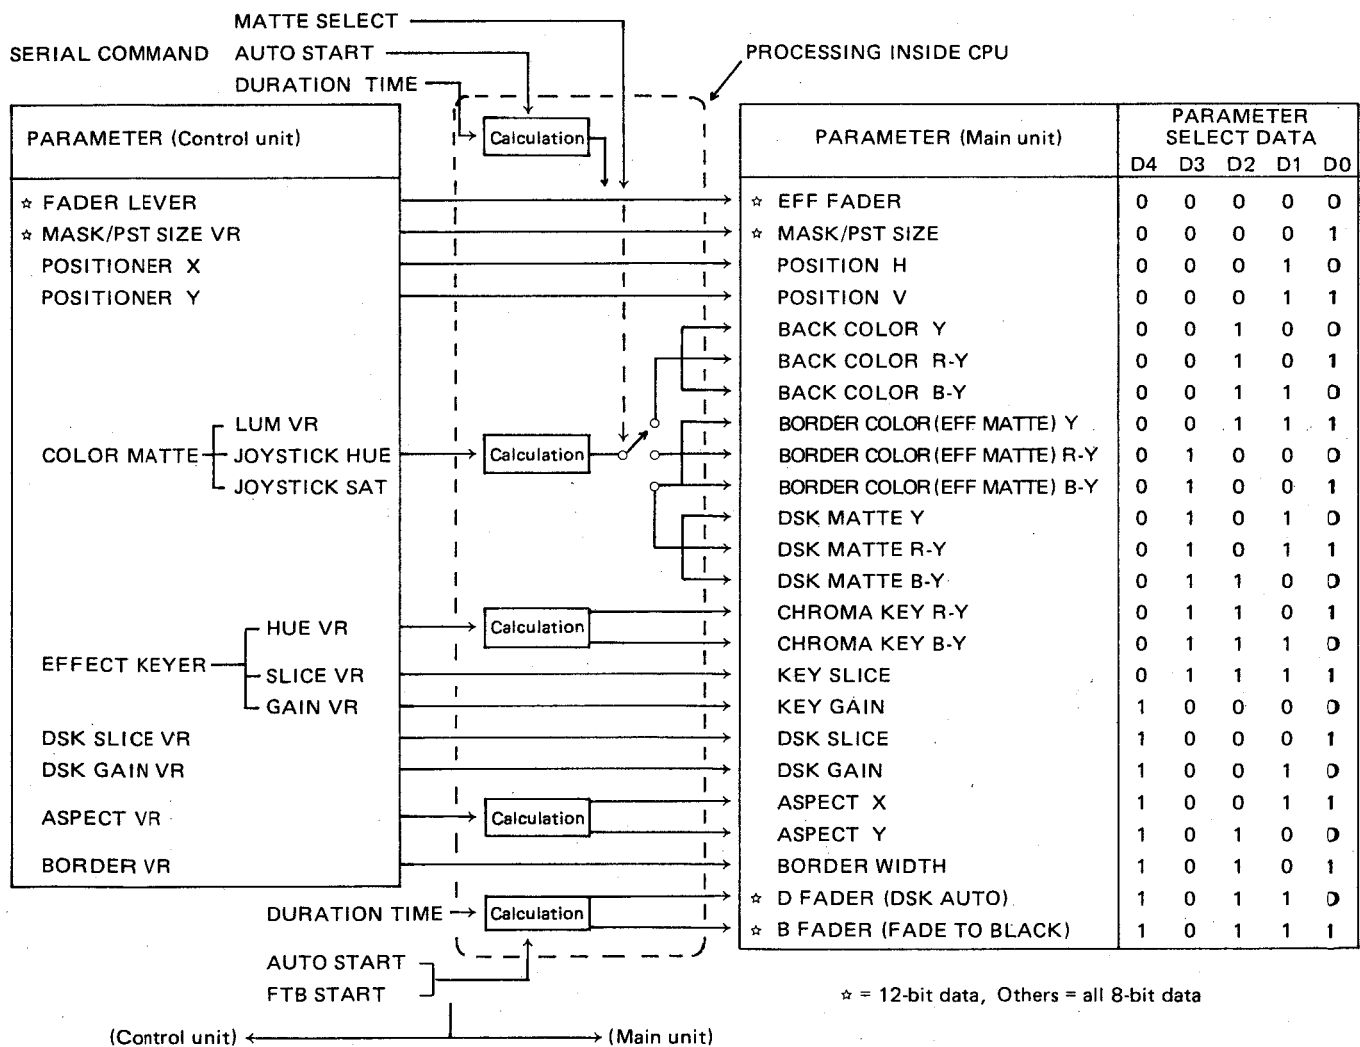 MATTE SELECT
SERIAL COMMAND AUTO START
DURATION TIME
PROCESSING INSIDE CPU
PARAMETER (Control unit)
Calculation
PARAMETER (Main unit)
PARAMETER
SELECT DATA
D4 D3 D2 D1 D0
☆ FADER LEVER
☆ EFF FADER 0 0 0 0 0
☆ MASK/PST SIZE VR
☆ MASK/PST SIZE 0 0 0 0 1
POSITIONER X
POSITION H 0 0 0 1 0
POSITIONER Y
POSITION V 0 0 0 1 1
BACK COLOR Y 0 0 1 0 0
BACK COLOR R-Y 0 0 1 0 1
BACK COLOR B-Y 0 0 1 1 0
LUM VR
BORDER COLOR (EFF MATTE) Y 0 0 1 1 1
COLOR MATTE JOYSTICK HUE
Calculation
BORDER COLOR (EFF MATTE) R-Y 0 1 0 0 0
JOYSTICK SAT
BORDER COLOR (EFF MATTE) B-Y 0 1 0 0 1
DSK MATTE Y 0 1 0 1 0
DSK MATTE R-Y 0 1 0 1 1
DSK MATTE B-Y 0 1 1 0 0
CHROMA KEY R-Y 0 1 1 0 1
HUE VR
Calculation
CHROMA KEY B-Y 0 1 1 1 0
EFFECT KEYER
SLICE VR
KEY SLICE 0 1 1 1 1
GAIN VR
KEY GAIN 1 0 0 0 0
DSK SLICE VR
DSK SLICE 1 0 0 0 1
DSK GAIN VR
DSK GAIN 1 0 0 1 0
ASPECT X 1 0 0 1 1
ASPECT VR
Calculation
ASPECT Y 1 0 1 0 0
BORDER VR
BORDER WIDTH 1 0 1 0 1
☆ D FADER (DSK AUTO) 1 0 1 1 0
DURATION TIME
Calculation
☆ B FADER (FADE TO BLACK) 1 0 1 1 1
AUTO START
FTB START
☆ = 12-bit data, Others = all 8-bit data
(Control unit) (Main unit)